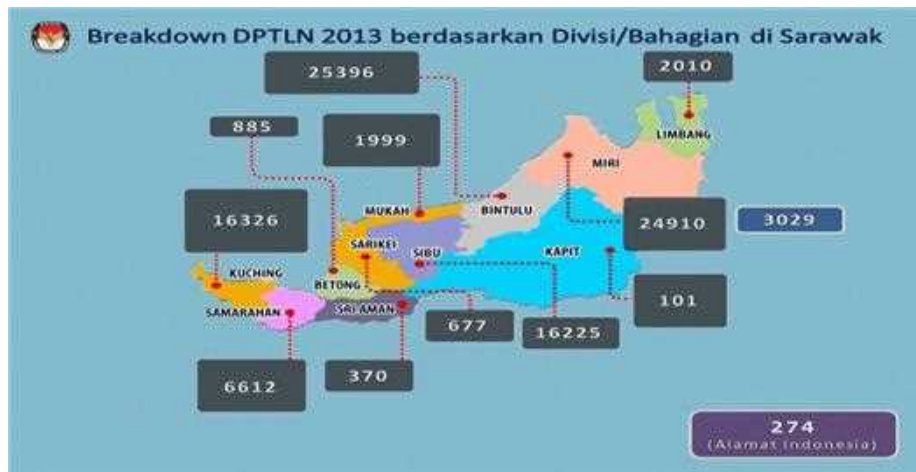 Breakdown DPTLN 2013 berdasarkan Divisi/Bahagian di Sarawak
25396
2010
885
1999
LIMBANG
MIRI
16326
MUKAH
BINTULU
24910
3029
SARIKEI
SIBU
KAPIT
KUCHING
BETONG
101
SAMARAHAN
SRI AMAN
677
16225
6612
370
274
(Alamat Indonesia)